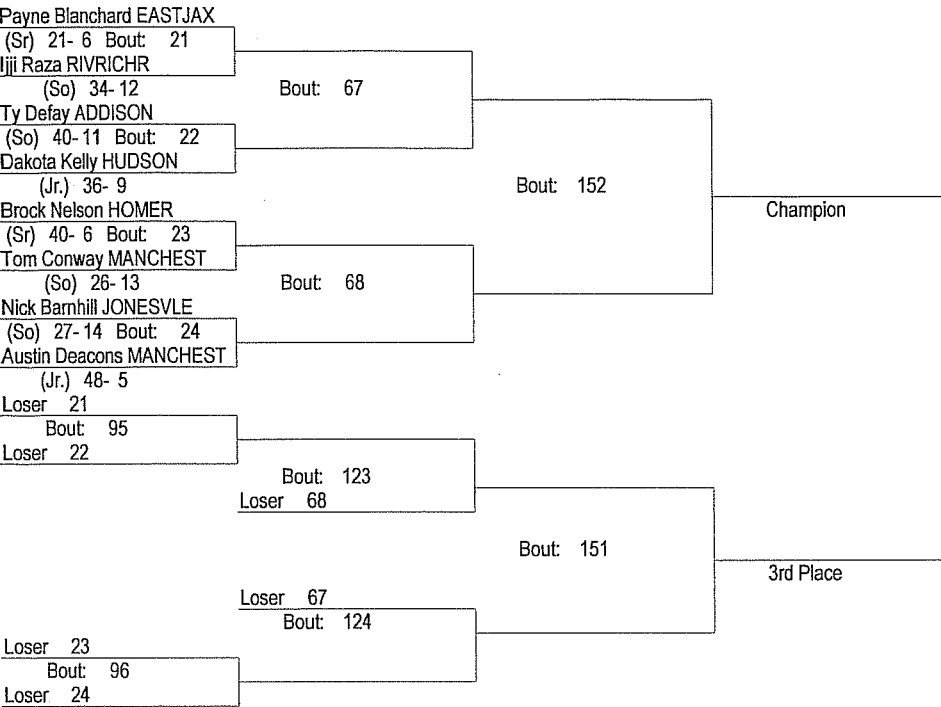 Payne Blanchard EASTJAX
(Sr) 21- 6 Bout: 21
Ijji Raza RIVRICHR
(So) 34-12
Bout: 67
Ty Defay ADDISON
(So) 40-11 Bout: 22
Dakota Kelly HUDSON
(Jr.) 36- 9
Bout: 152
Brock Nelson HOMER
Champion
(Sr) 40- 6 Bout: 23
Tom Conway MANCHEST
(So) 26-13
Bout: 68
Nick Barnhill JONESVLE
(So) 27-14 Bout: 24
Austin Deacons MANCHEST
(Jr.) 48- 5
Loser 21
Bout: 95
Loser 22
Bout: 123
Loser 68
Bout: 151
3rd Place
Loser 67
Bout: 124
Loser 23
Bout: 96
Loser 24